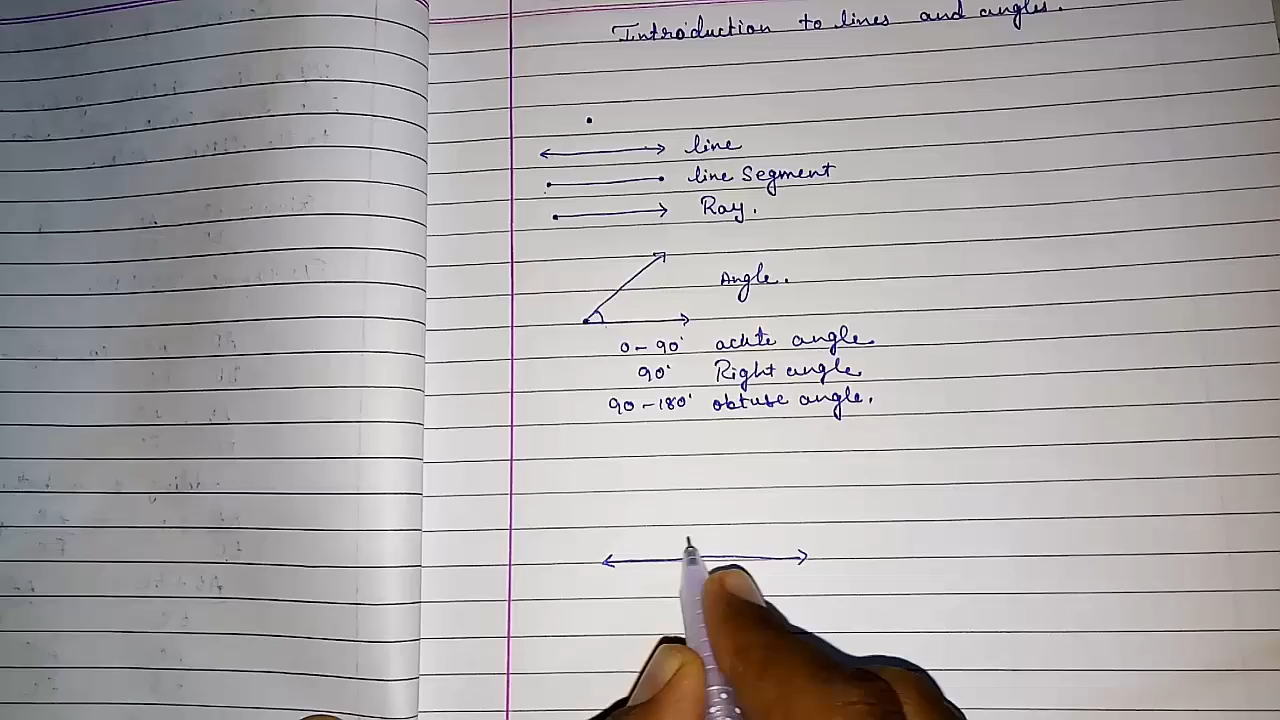 Introduction to lines and angles.
line
line Segment
Ray.
Angle.
0-90° acute angle.
90° Right angle.
90-180° obtuse angle.